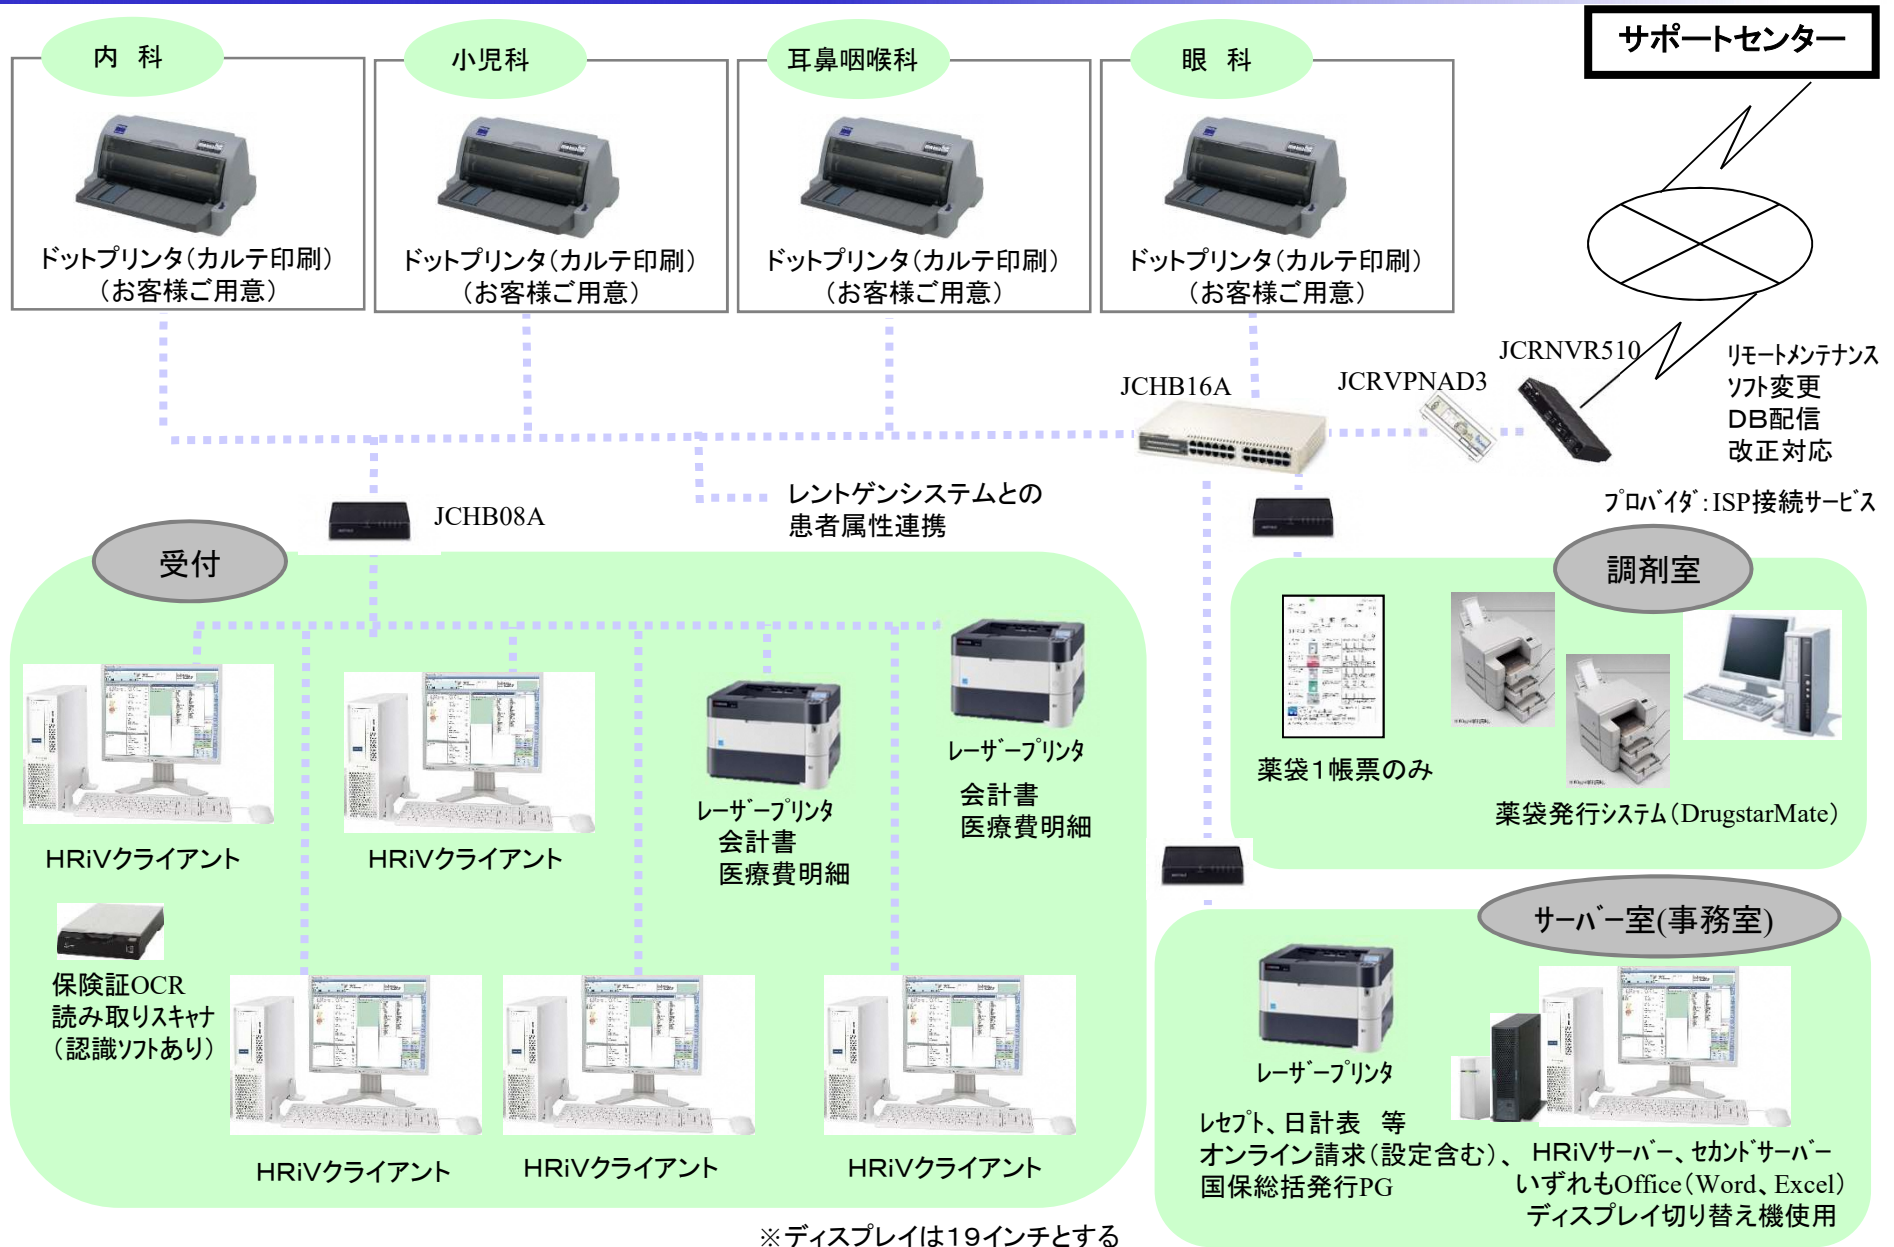 内　科
小児科
耳鼻咽喉科
眼　科
サポートセンター
ドットプリンタ（カルテ印刷）
（お客様ご用意）
ドットプリンタ（カルテ印刷）
（お客様ご用意）
ドットプリンタ（カルテ印刷）
（お客様ご用意）
ドットプリンタ（カルテ印刷）
（お客様ご用意）
JCHB16A
JCRVPNAD3
JCRNVR510
ﾘﾓｰﾄﾒﾝﾃﾅﾝｽ
ｿﾌﾄ変更
ＤＢ配信
改正対応
ﾌﾟﾛﾊﾞｲﾀﾞ：ISP接続ｻｰﾋﾞｽ
JCHB08A
レントゲンシステムとの
患者属性連携
受付
HRiVクライアント
HRiVクライアント
ﾚｰｻﾞｰﾌﾟﾘﾝﾀ
会計書
医療費明細
ﾚｰｻﾞｰﾌﾟﾘﾝﾀ
会計書
医療費明細
保険証OCR
読み取りｽｷｬﾅ
（認識ｿﾌﾄあり）
HRiVクライアント
HRiVクライアント
HRiVクライアント
調剤室
薬袋１帳票のみ
薬袋発行ｼｽﾃﾑ（DrugstarMate）
ｻｰﾊﾞｰ室(事務室)
ﾚｰｻﾞｰﾌﾟﾘﾝﾀ
ﾚｾﾌﾟﾄ、日計表　等
オンライン請求（設定含む）、
国保総括発行PG
HRiVｻｰﾊﾞｰ、ｾｶﾝﾄﾞｻｰﾊﾞｰ
いずれもOffice（Word、Excel）
ディスプレイ切り替え機使用
※ディスプレイは１９インチとする